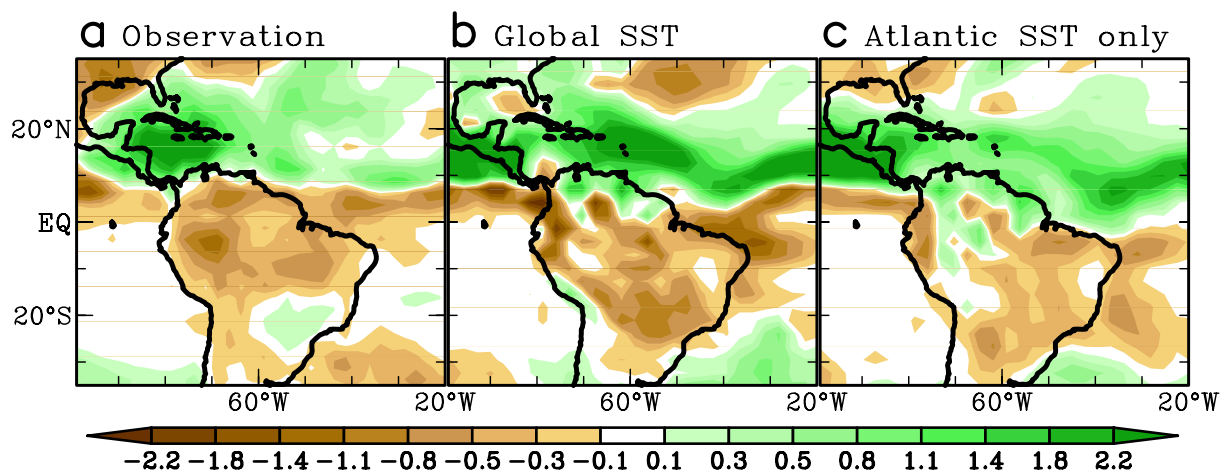 a Observation
b Global SST
c Atlantic SST only
20°N
EQ
20°S
60°W 20°W 60°W 20°W 60°W 20°W
-2.2 -1.8 -1.4 -1.1 -0.8 -0.5 -0.3 -0.1 0.1 0.3 0.5 0.8 1.1 1.4 1.8 2.2